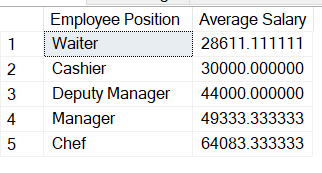 Employee Position Average Salary
1 Waiter 28611.111111
2 Cashier 30000.000000
3 Deputy Manager 44000.000000
4 Manager 49333.333333
5 Chef 64083.333333